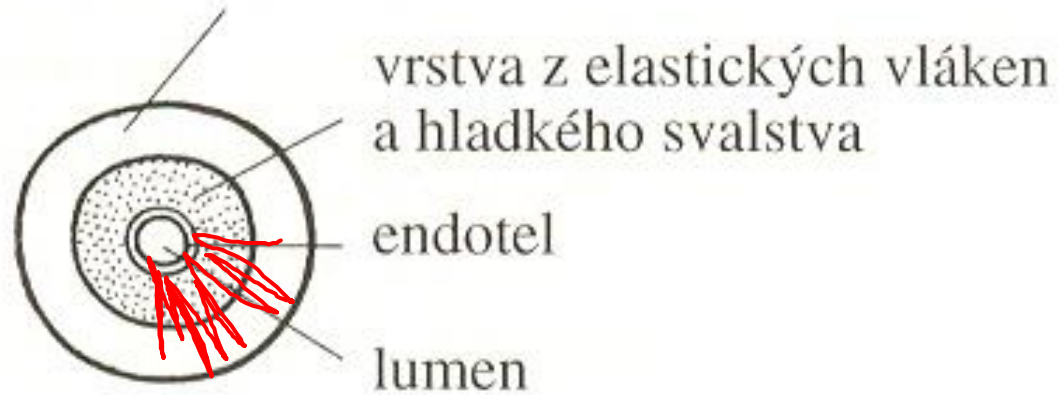 vrstva z elastických vláken
a hladkého svalstva
endotel
lumen